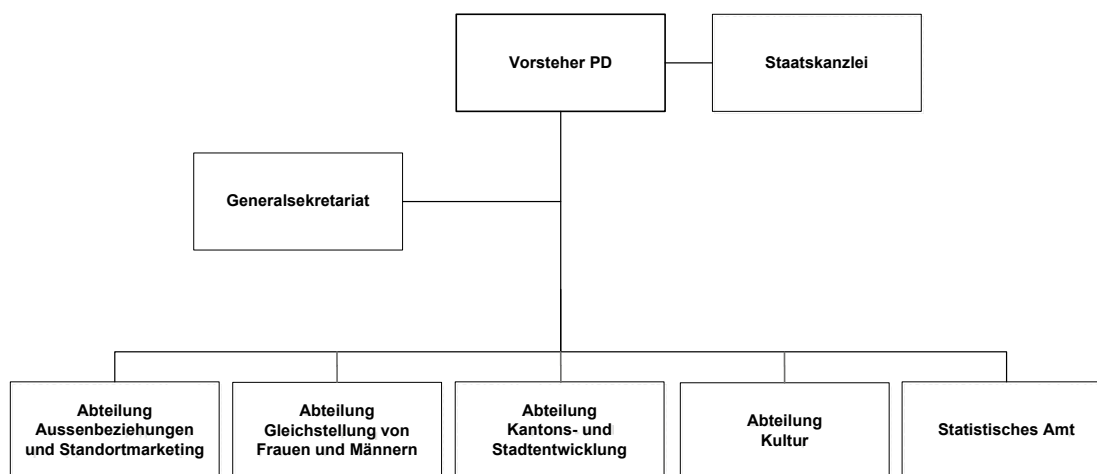 Vorsteher PD
Staatskanzlei
Generalsekretariat
Abteilung
Aussenbeziehungen
und Standortmarketing
Abteilung
Gleichstellung von
Frauen und Männern
Abteilung
Kantons- und
Stadtentwicklung
Abteilung
Kultur
Statistisches Amt